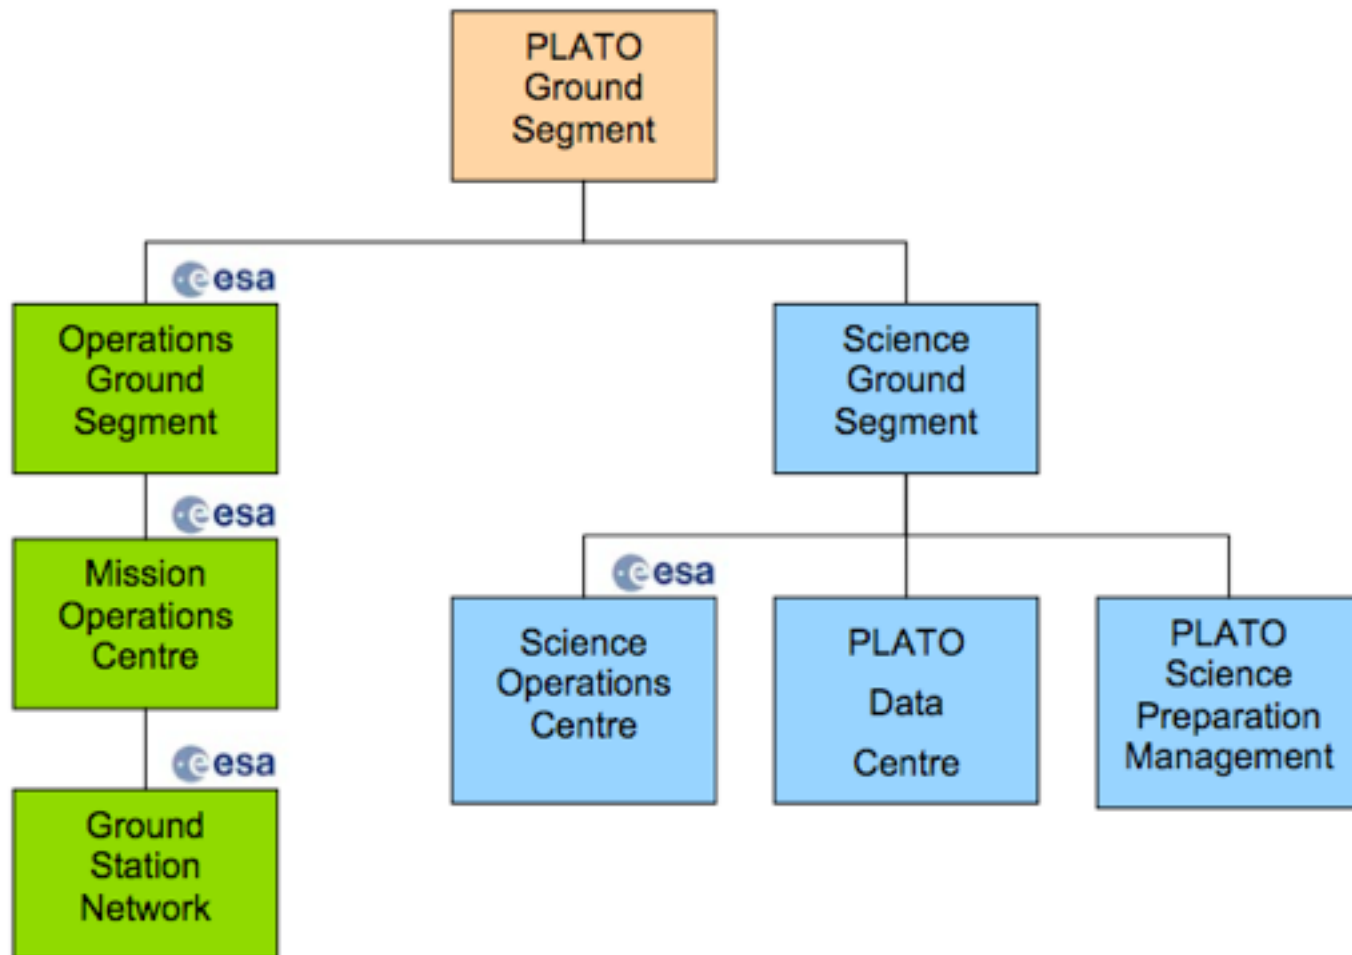 PLATO
Ground
Segment
esa
Operations
Ground
Segment
Science
Ground
Segment
esa
Mission
Operations
Centre
esa
Science
Operations
Centre
PLATO
Data
Centre
PLATO
Science
Preparation
Management
esa
Ground
Station
Network